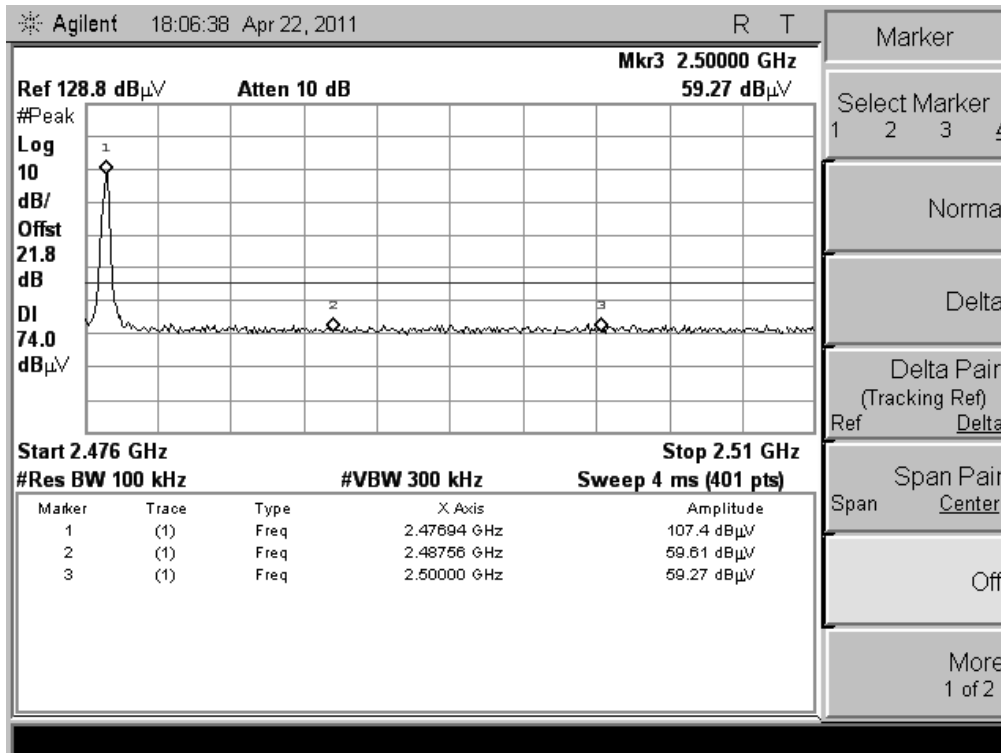 Agilent 18:06:38 Apr 22, 2011 R T
Mkr3 2.50000 GHz
Ref 128.8 dBµV Atten 10 dB 59.27 dBµV
#Peak
Log
10
dB/
Offst
21.8
dB
DI
74.0
dBµV
1
2
3
Start 2.476 GHz Stop 2.51 GHz
#Res BW 100 kHz #VBW 300 kHz Sweep 4 ms (401 pts)
Marker Trace Type X Axis Amplitude
1 (1) Freq 2.47694 GHz 107.4 dBµV
2 (1) Freq 2.48756 GHz 59.61 dBµV
3 (1) Freq 2.50000 GHz 59.27 dBµV
Marker
Select Marker
1 2 3
Norma
Delta
Delta Pair
(Tracking Ref)
Ref Delta
Span Pair
Span Center
Off
More
1 of 2